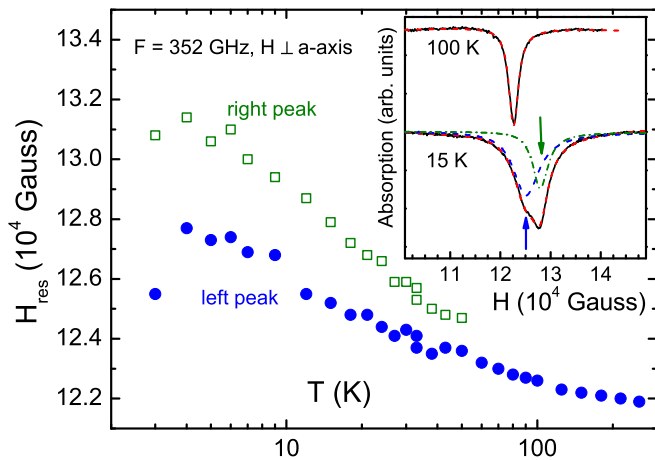 13.4
13.2
13.0
12.8
12.6
12.4
12.2
H_res (10^4 Gauss)
F = 352 GHz, H ⊥ a-axis
right peak
left peak
T (K)
10
100
Absorption (arb. units)
100 K
15 K
11
12
13
14
H (10^4 Gauss)